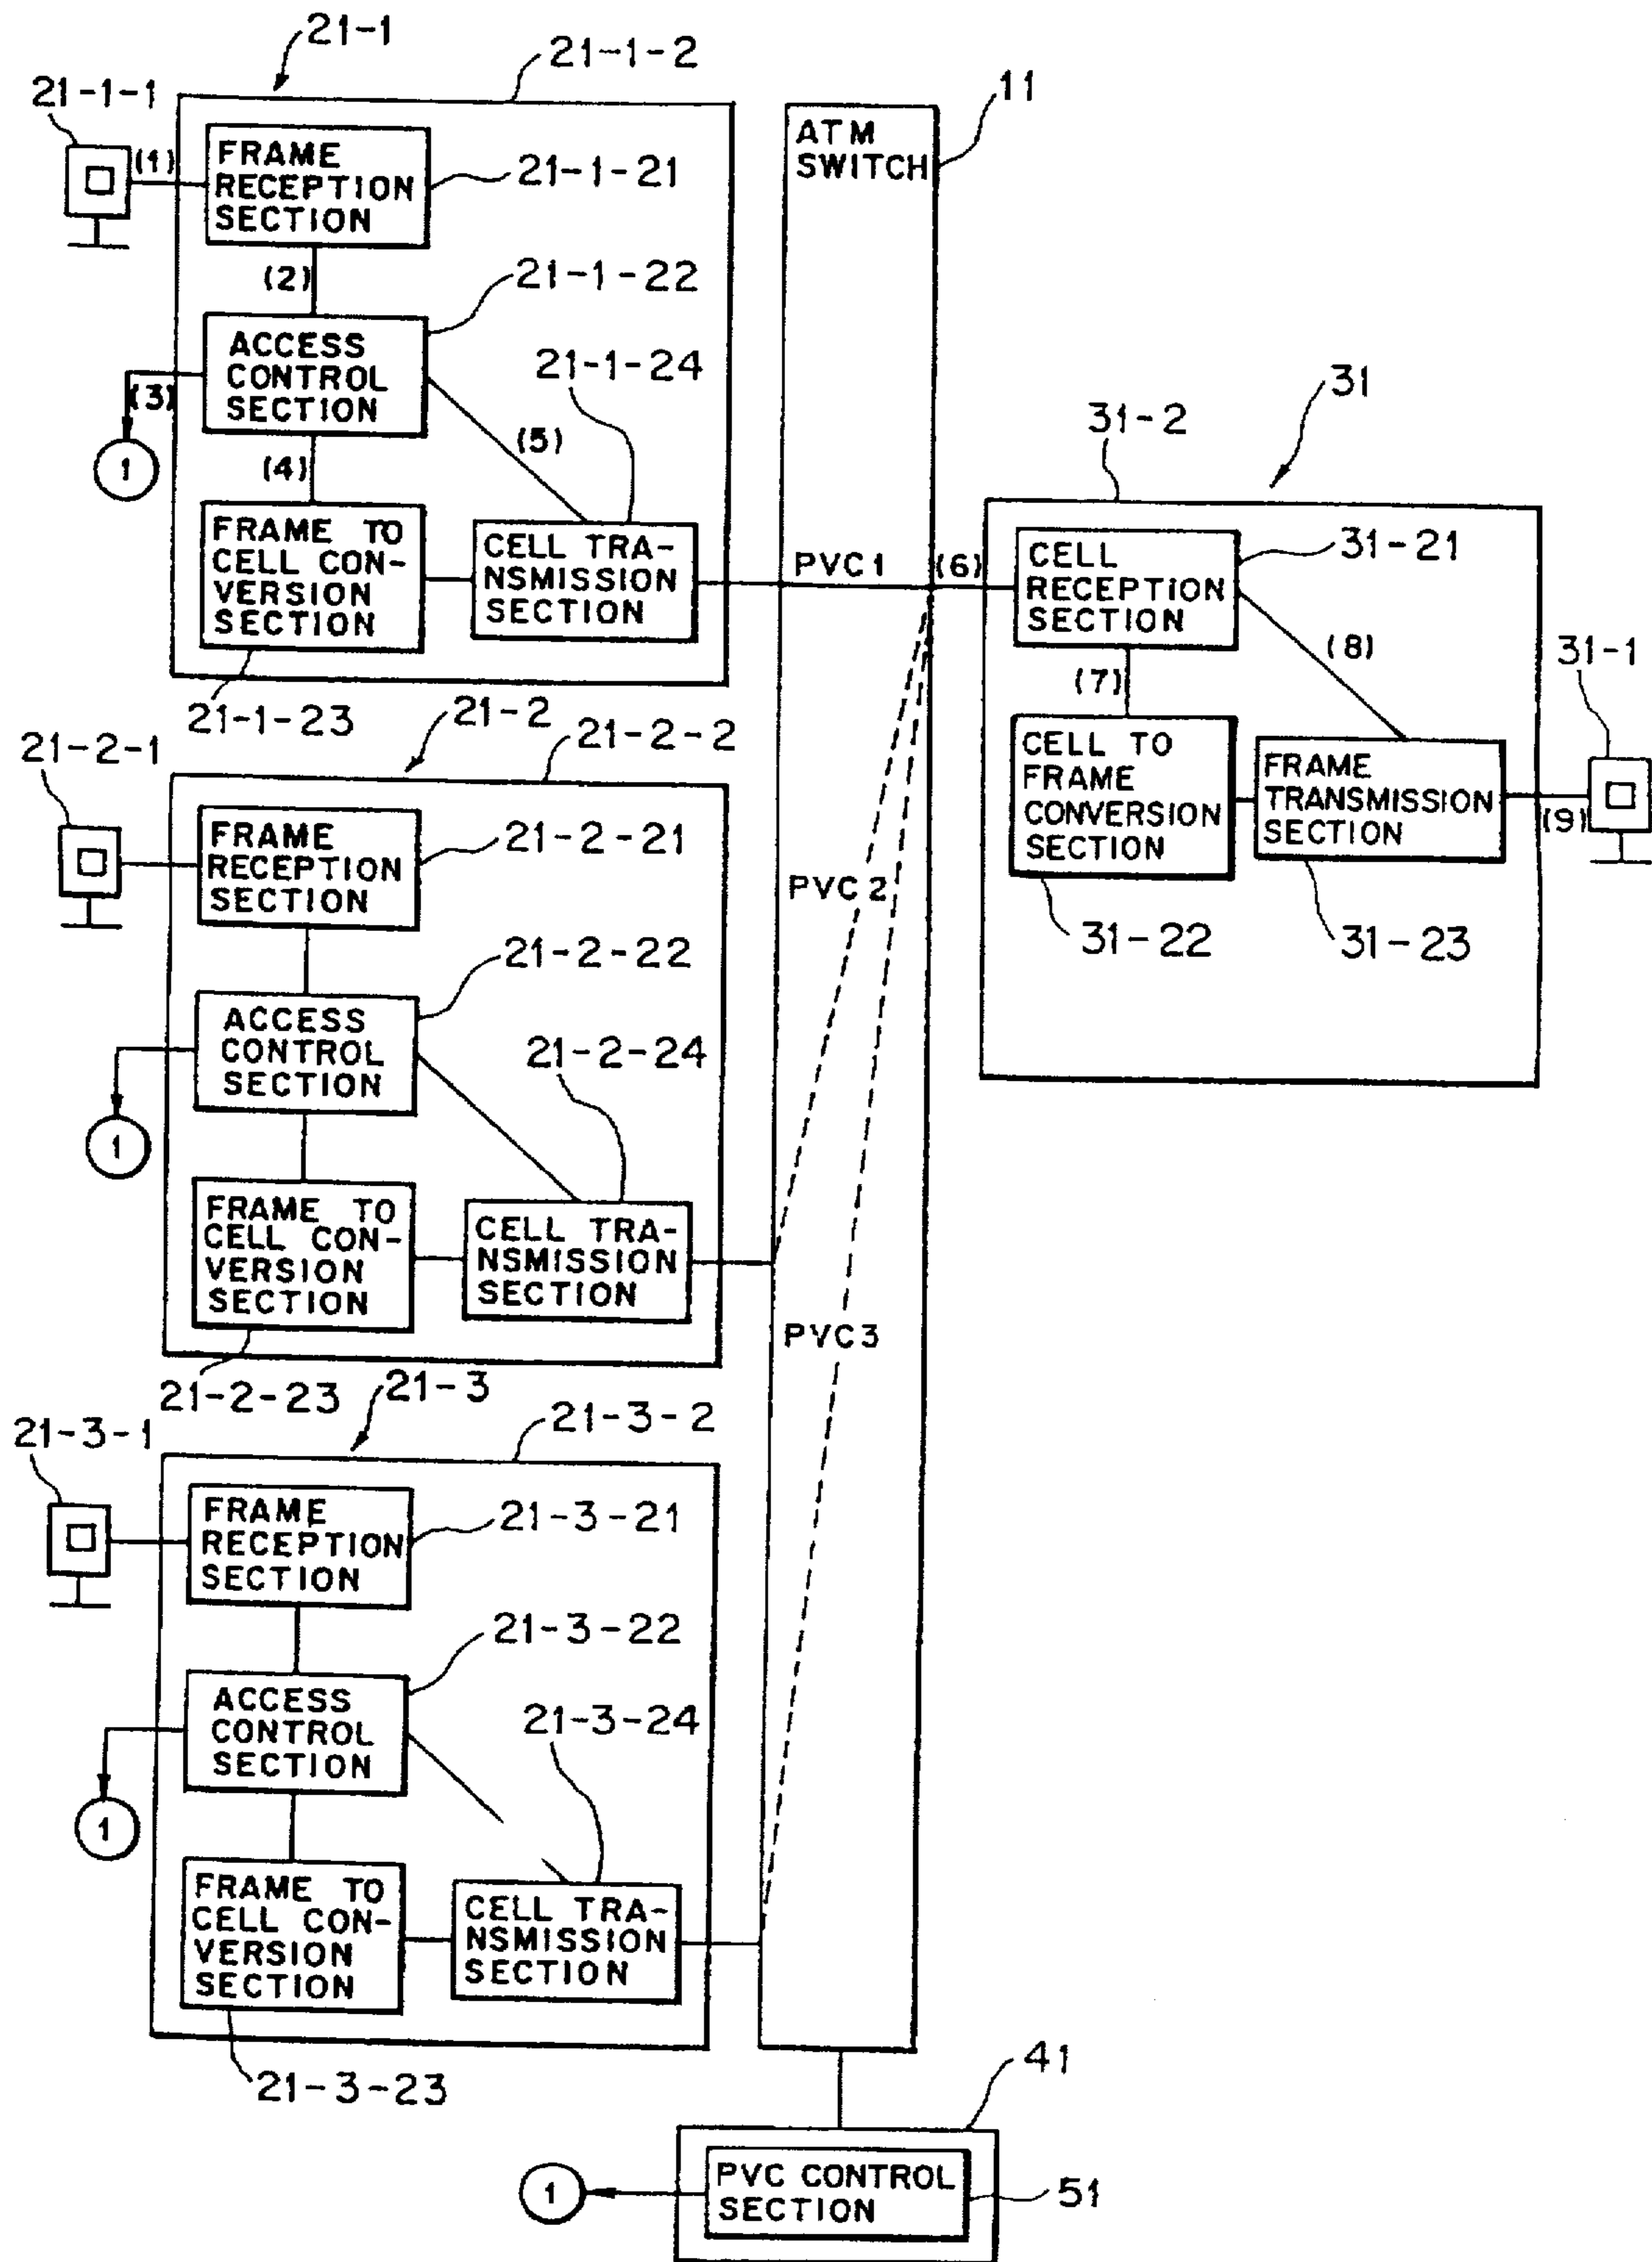 21-1
21-1-2
21-1-1
11
(1)
FRAME
RECEPTION
SECTION
21-1-21
ATM
SWITCH
(2)
21-1-22
ACCESS
CONTROL
SECTION
21-1-24
(3)
1
(4)
(5)
FRAME TO
CELL CON-
VERSION
SECTION
CELL TRA-
NSMISSION
SECTION
21-1-23
PVC1
(6)
31
31-2
CELL
RECEPTION
SECTION
31-21
(7)
(8)
31-1
CELL TO
FRAME
CONVERSION
SECTION
FRAME
TRANSMISSION
SECTION
(9)
31-22
31-23
21-2
21-2-2
21-2-1
FRAME
RECEPTION
SECTION
21-2-21
PVC2
21-2-22
ACCESS
CONTROL
SECTION
21-2-24
1
FRAME TO
CELL CON-
VERSION
SECTION
CELL TRA-
NSMISSION
SECTION
21-2-23
PVC3
21-3
21-3-2
21-3-1
FRAME
RECEPTION
SECTION
21-3-21
21-3-22
ACCESS
CONTROL
SECTION
21-3-24
1
FRAME TO
CELL CON-
VERSION
SECTION
CELL TRA-
NSMISSION
SECTION
21-3-23
41
1
PVC CONTROL
SECTION
51